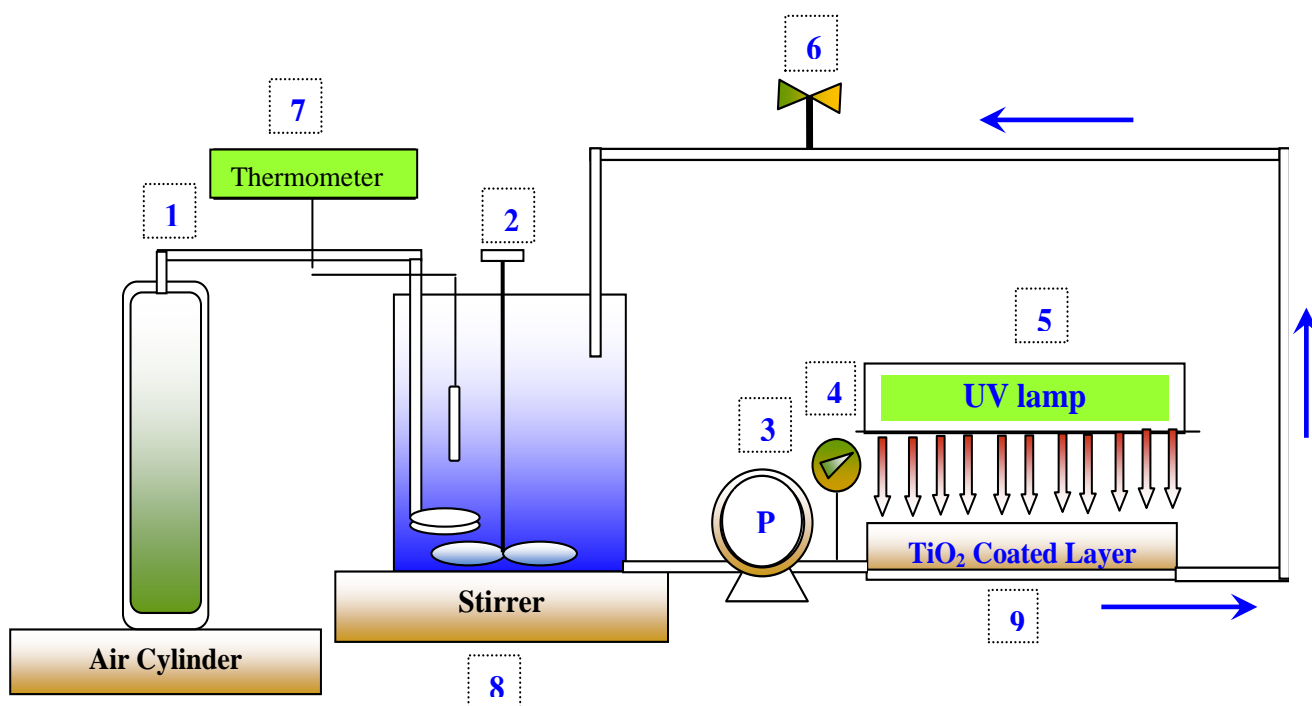 6
7
Thermometer
1
2
5
UV lamp
4
3
P
TiO₂ Coated Layer
Stirrer
9
Air Cylinder
8